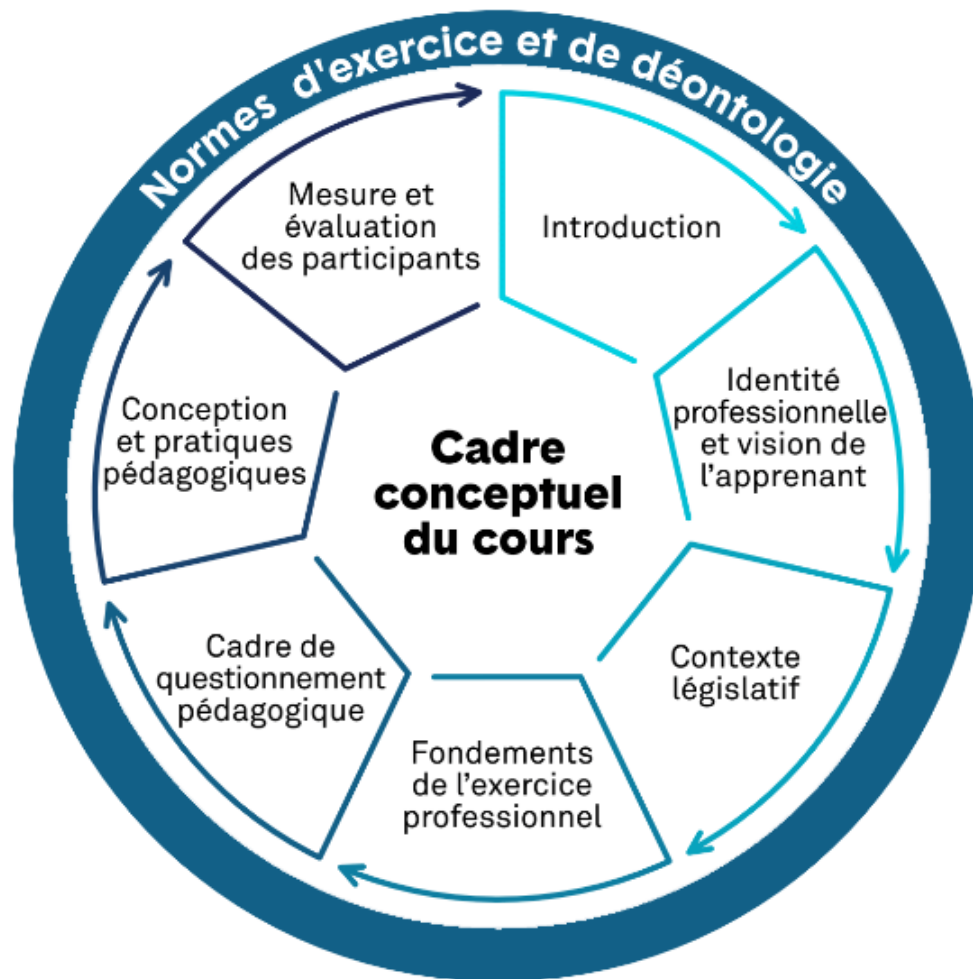 Normes d'exercice et de déontologie
Introduction
Identité
professionnelle
et vision de
l'apprenant
Contexte
législatif
Fondements
de l'exercice
professionnel
Cadre de
questionnement
pédagogique
Conception
et pratiques
pédagogiques
Mesure et
évaluation
des participants
Cadre
conceptuel
du cours